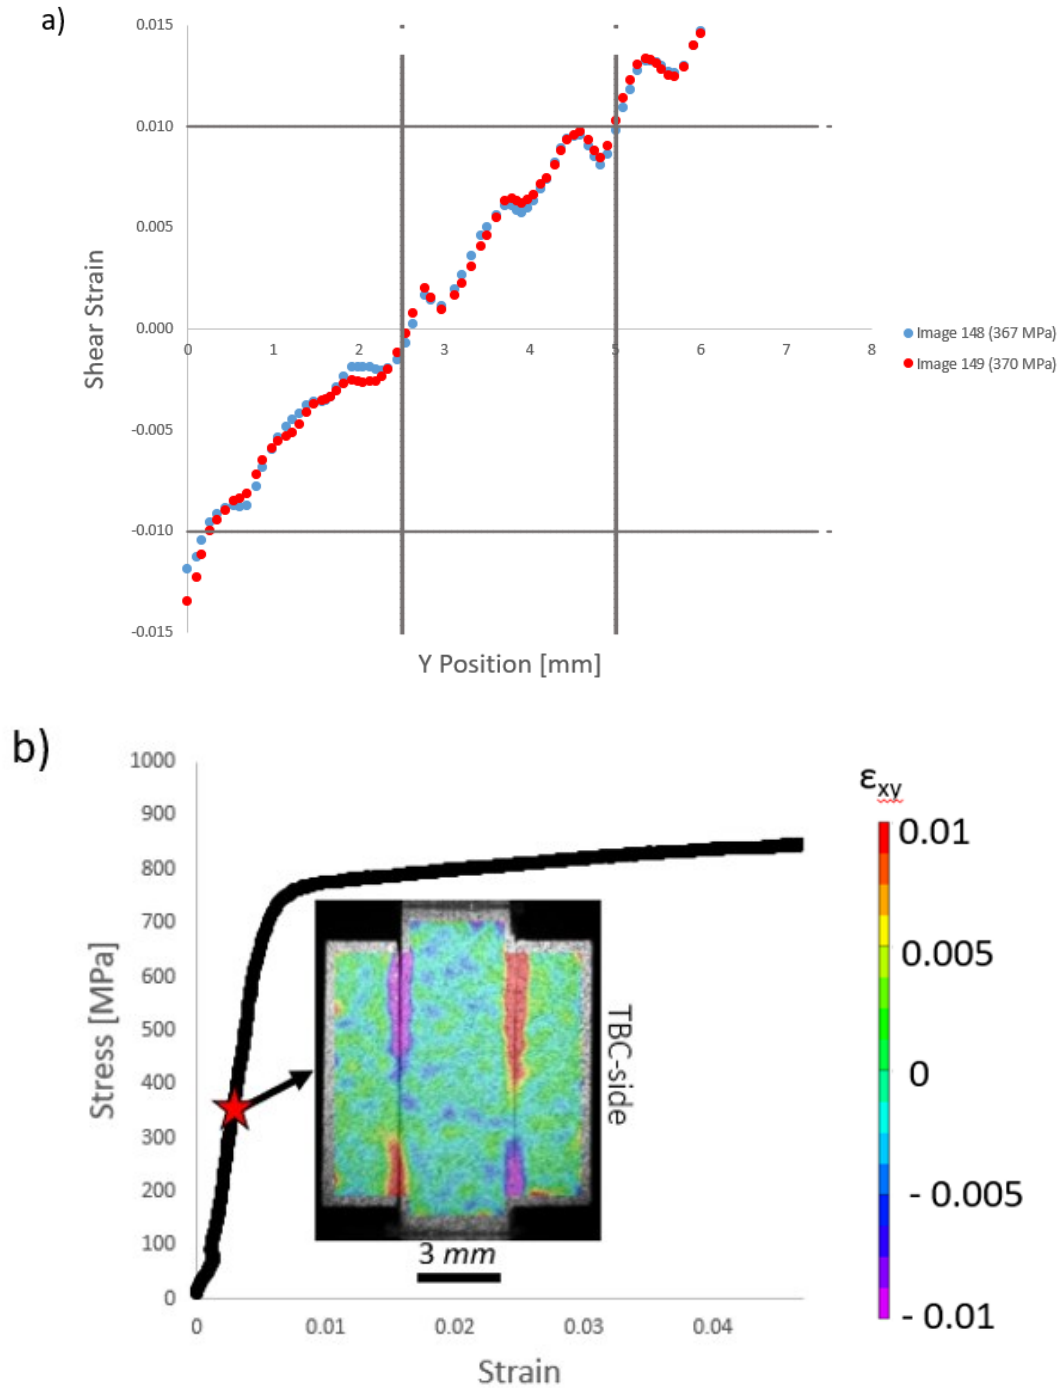 a)
0.015
0.010
0.005
0.000
-0.005
-0.010
-0.015
0 1 2 3 4 5 6 7 8
Shear Strain
Y Position [mm]
Image 148 (367 MPa)
Image 149 (370 MPa)
b)
1000
900
800
700
600
500
400
300
200
100
0
Stress [MPa]
0 0.01 0.02 0.03 0.04
Strain
TBC-side
3 mm
εxy
0.01
0.005
0
- 0.005
- 0.01